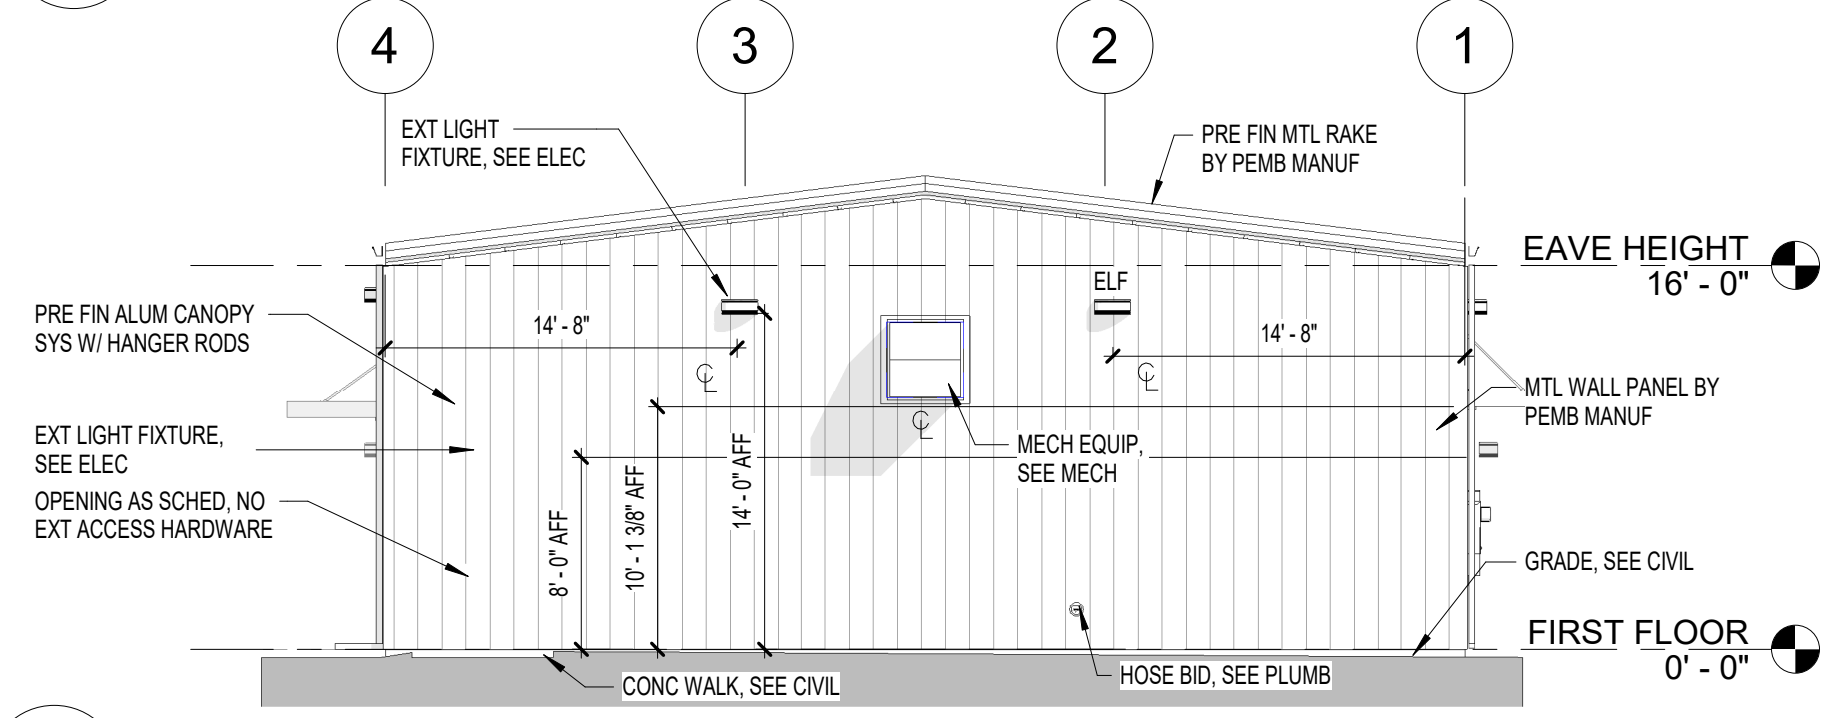 4
3
2
1
EXT LIGHT
FIXTURE, SEE ELEC
PRE FIN MTL RAKE
BY PEMB MANUF
EAVE HEIGHT
16' - 0"
ELF
PRE FIN ALUM CANOPY
SYS W/ HANGER RODS
14' - 8"
14' - 8"
CL
CL
CL
MTL WALL PANEL BY
PEMB MANUF
EXT LIGHT FIXTURE,
SEE ELEC
MECH EQUIP,
SEE MECH
OPENING AS SCHED, NO
EXT ACCESS HARDWARE
8' - 0" AFF
10' - 1 3/8" AFF
14' - 0" AFF
GRADE, SEE CIVIL
FIRST FLOOR
0' - 0"
CONC WALK, SEE CIVIL
HOSE BID, SEE PLUMB